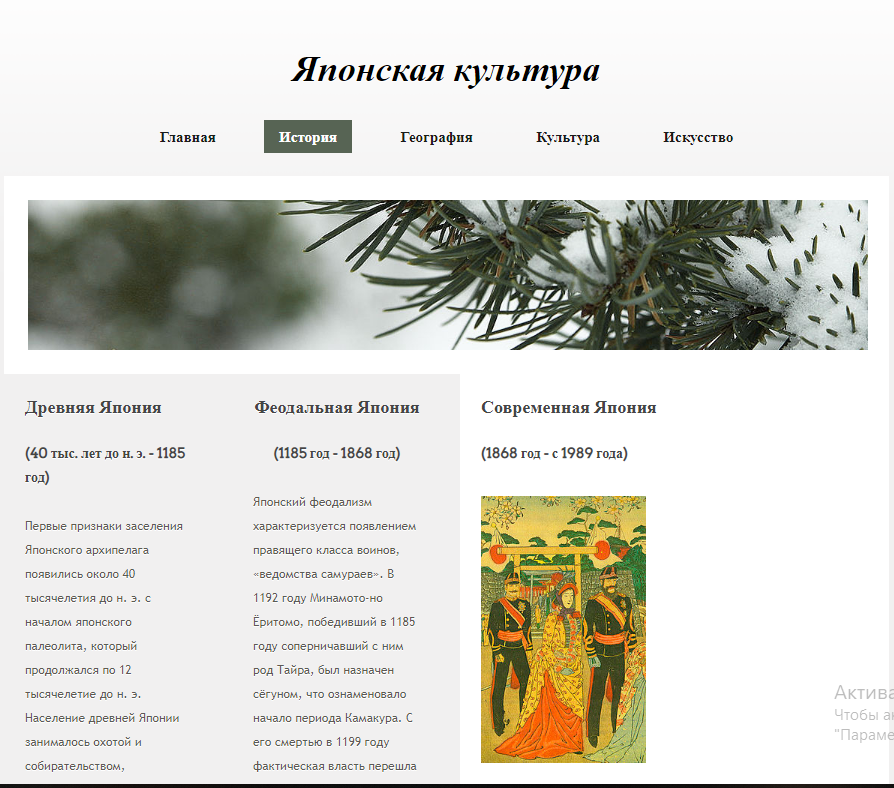 Японская культура
Главная
История
География
Культура
Искусство
Древняя Япония
(40 тыс. лет до н. э. - 1185
год)
Первые признаки заселения
Японского архипелага
появились около 40
тысячелетия до н. э. с
началом японского
палеолита, который
продолжался по 12
тысячелетие до н. э.
Население древней Японии
занималось охотой и
собирательством,
Феодальная Япония
(1185 год - 1868 год)
Японский феодализм
характеризуется появлением
правящего класса воинов,
«ведомства самураев». В
1192 году Минамото-но
Ёритомо, победивший в 1185
году соперничавший с ним
род Тайра, был назначен
сёгуном, что ознаменовало
начало периода Камакура. С
его смертью в 1199 году
фактическая власть перешла
Современная Япония
(1868 год - с 1989 года)
Актива
Чтобы ак
"Параме